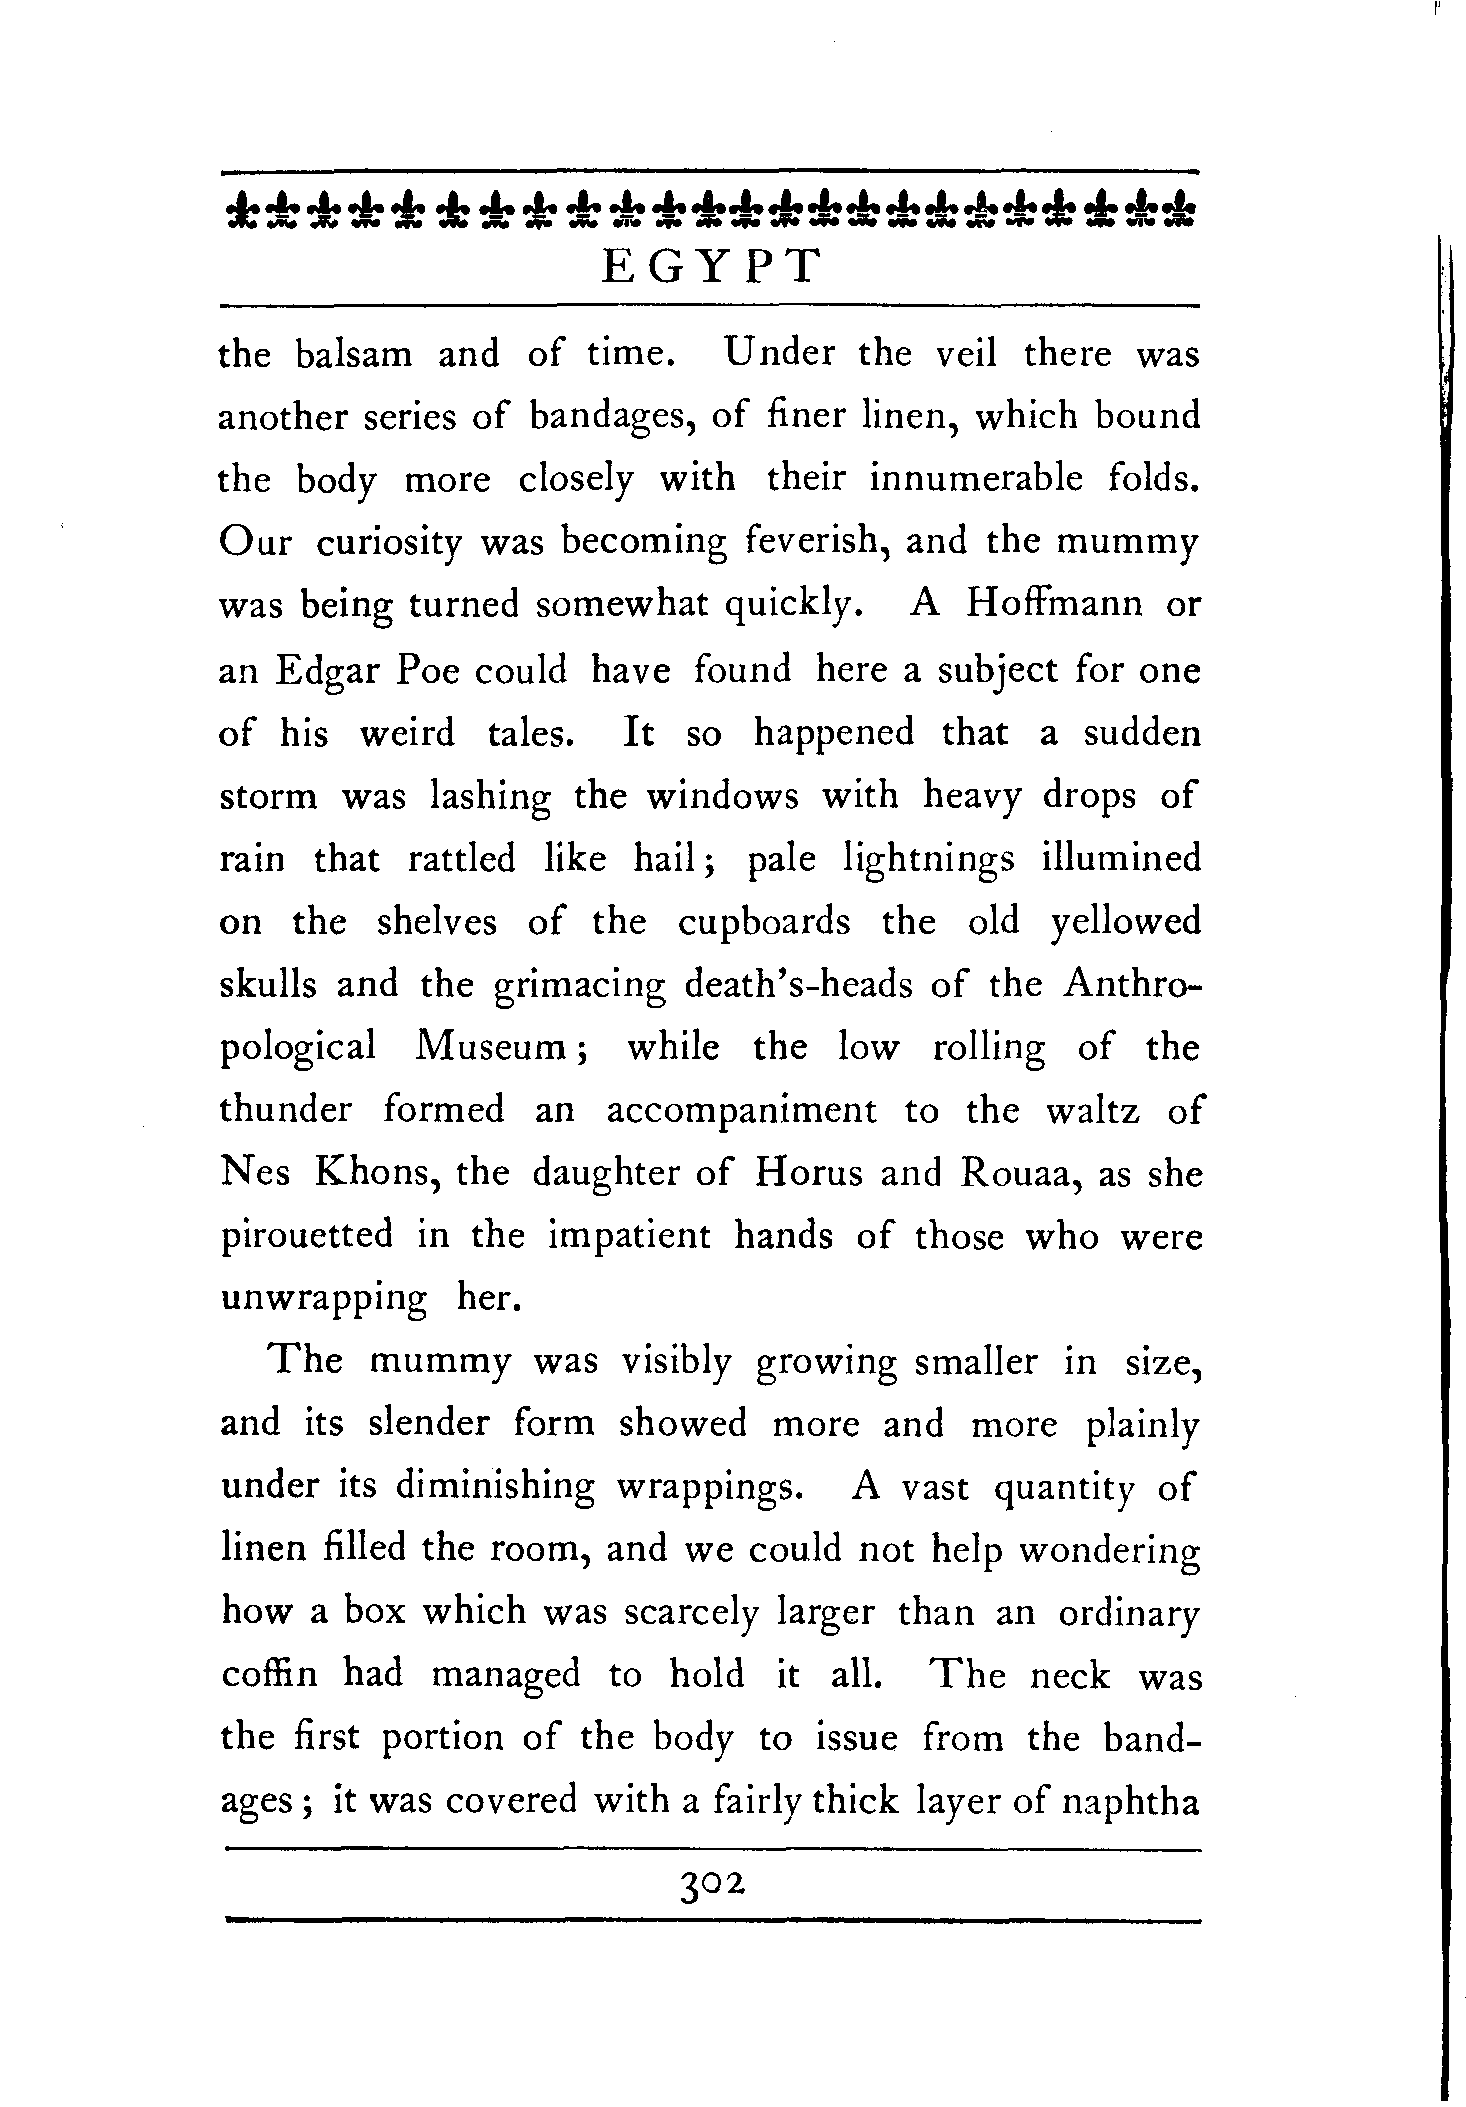 EGYPT
the balsam and of time. Under the veil there was
another series of bandages, of finer linen, which bound
the body more closely with their innumerable folds.
Our curiosity was becoming feverish, and the mummy
was being turned somewhat quickly. A Hoffmann or
an Edgar Poe could have found here a subject for one
of his weird tales. It so happened that a sudden
storm was lashing the windows with heavy drops of
rain that rattled like hail; pale lightnings illumined
on the shelves of the cupboards the old yellowed
skulls and the grimacing death's-heads of the Anthro-
pological Museum; while the low rolling of the
thunder formed an accompaniment to the waltz of
Nes Khons, the daughter of Horus and Rouaa, as she
pirouetted in the impatient hands of those who were
unwrapping her.
The mummy was visibly growing smaller in size,
and its slender form showed more and more plainly
under its diminishing wrappings. A vast quantity of
linen filled the room, and we could not help wondering
how a box which was scarcely larger than an ordinary
coffin had managed to hold it all. The neck was
the first portion of the body to issue from the band-
ages; it was covered with a fairly thick layer of naphtha
302